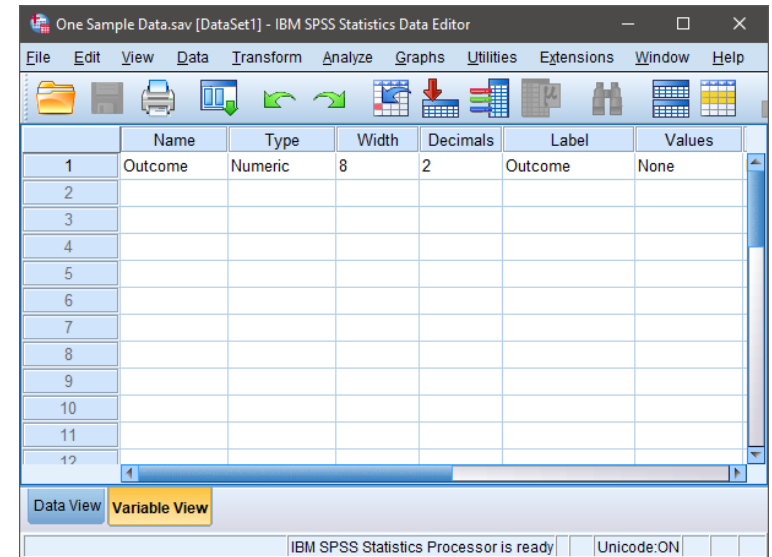 One Sample Data.sav [DataSet1] - IBM SPSS Statistics Data Editor
File Edit View Data Transform Analyze Graphs Utilities Extensions Window Help
Name Type Width Decimals Label Values
1 Outcome Numeric 8 2 Outcome None
2
3
4
5
6
7
8
9
10
11
12
Data View Variable View
IBM SPSS Statistics Processor is ready Unicode:ON